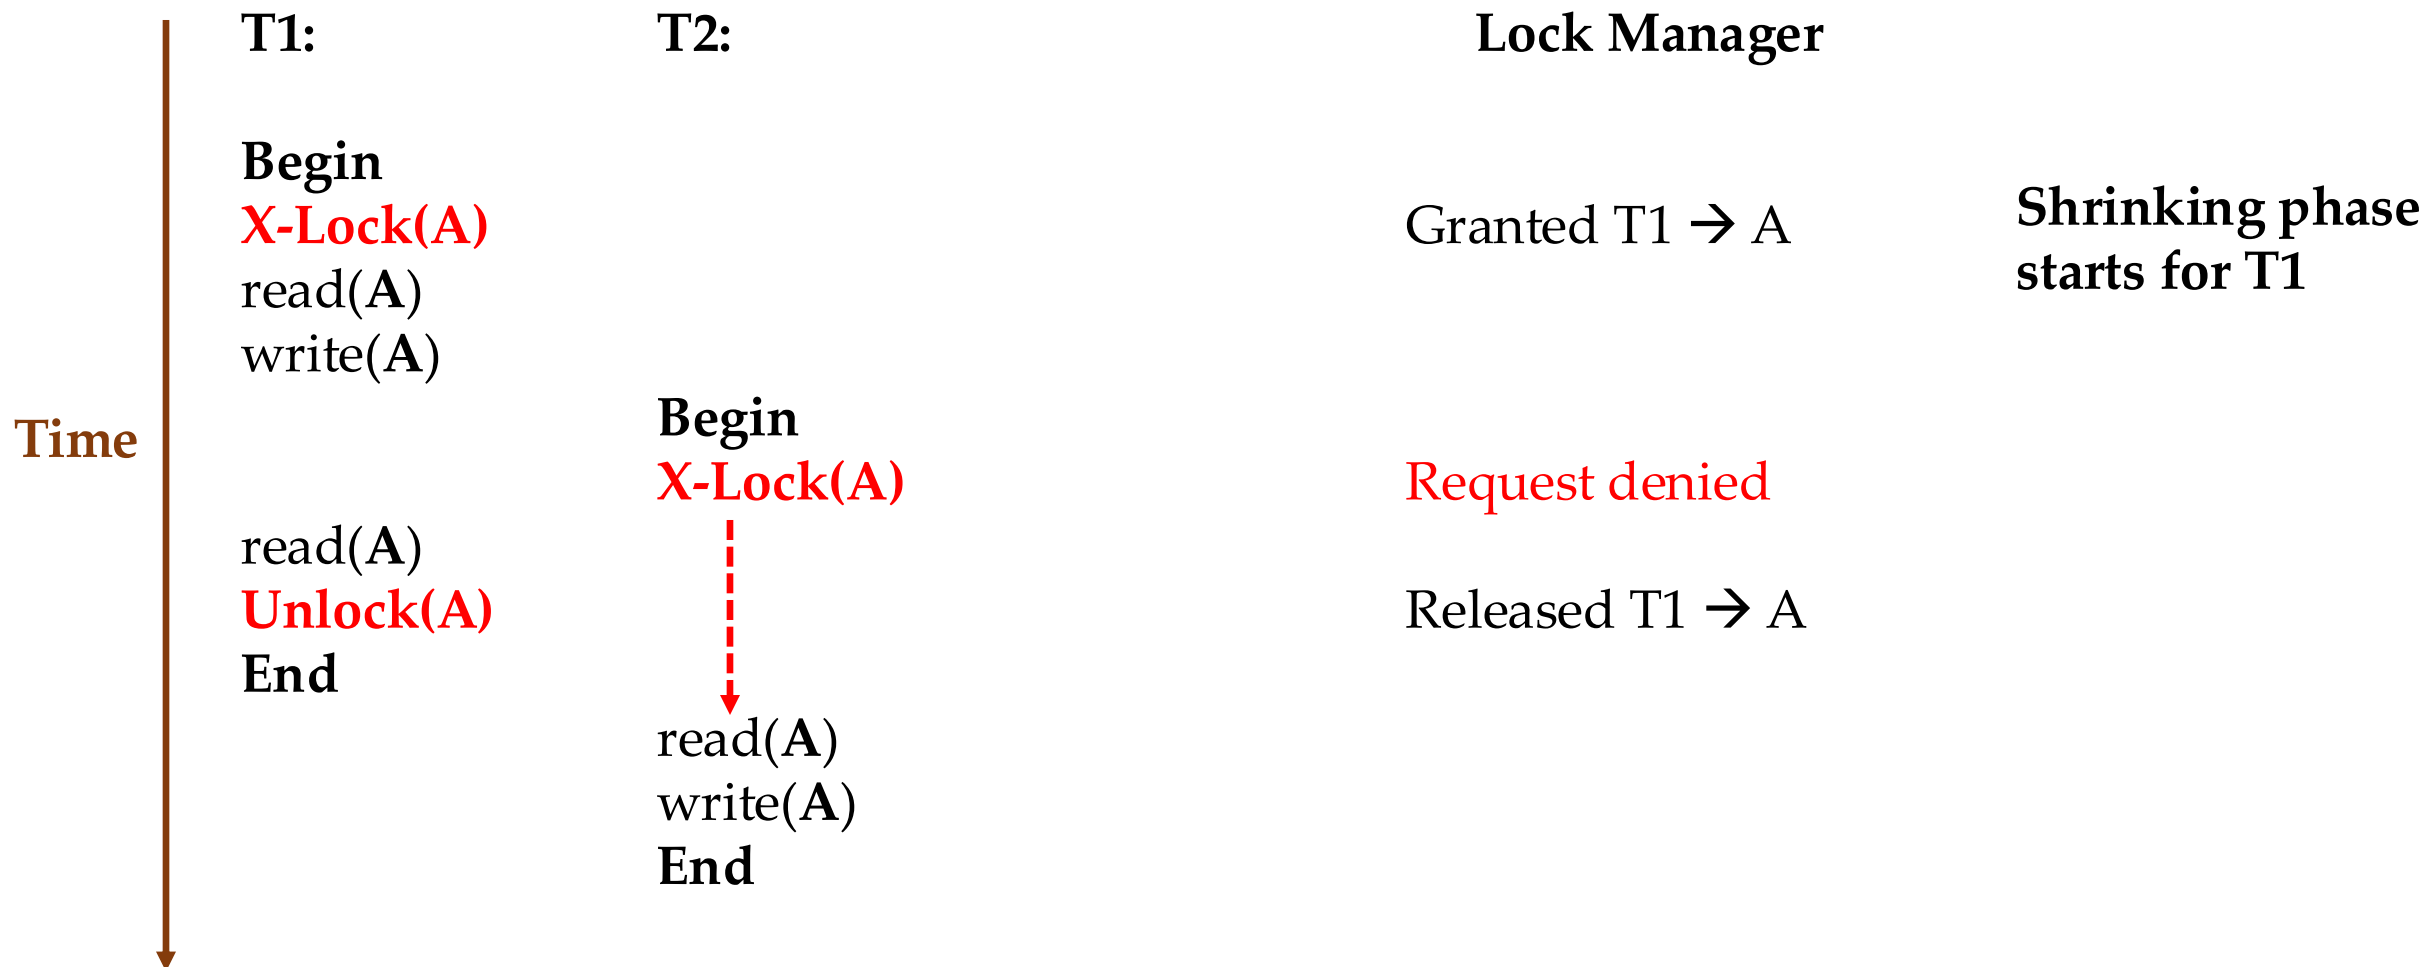 T1: T2: Lock Manager
Begin
X-Lock(A) Granted T1 → A Shrinking phase
starts for T1
read(A)
write(A)
Begin
Time
X-Lock(A) Request denied
read(A)
Unlock(A) Released T1 → A
End
read(A)
write(A)
End